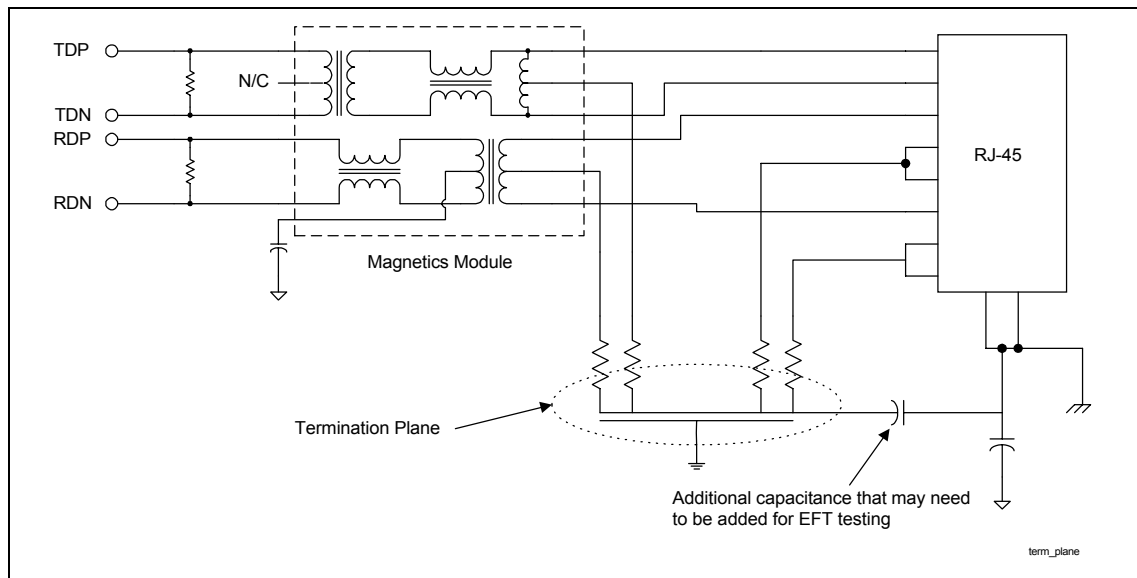 TDP
N/C
TDN
RDP
RJ-45
RDN
Magnetics Module
Termination Plane
Additional capacitance that may need
to be added for EFT testing
term_plane